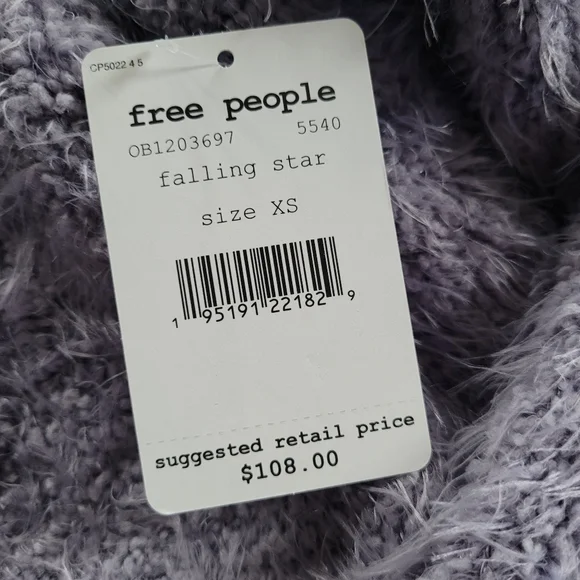 CP5022 4 5
free people
OB1203697 5540
falling star
size XS
1 95191 22182 9
suggested retail price
$108.00